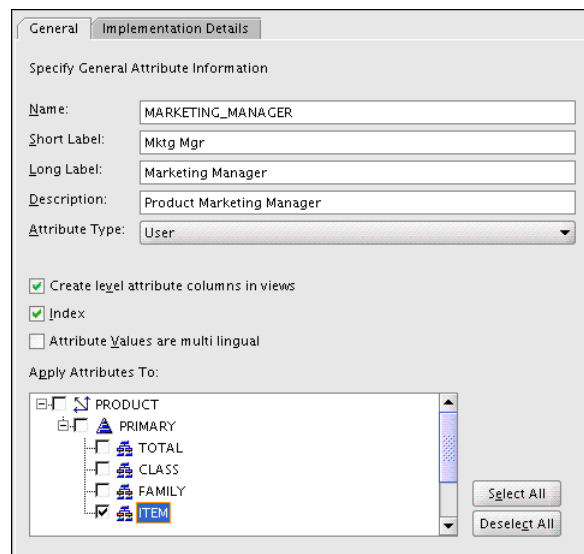 General Implementation Details
Specify General Attribute Information
Name: MARKETING_MANAGER
Short Label: Mktg Mgr
Long Label: Marketing Manager
Description: Product Marketing Manager
Attribute Type: User
Create level attribute columns in views
Index
Attribute Values are multi lingual
Apply Attributes To:
PRODUCT
PRIMARY
TOTAL
CLASS
FAMILY
ITEM
Select All
Deselect All